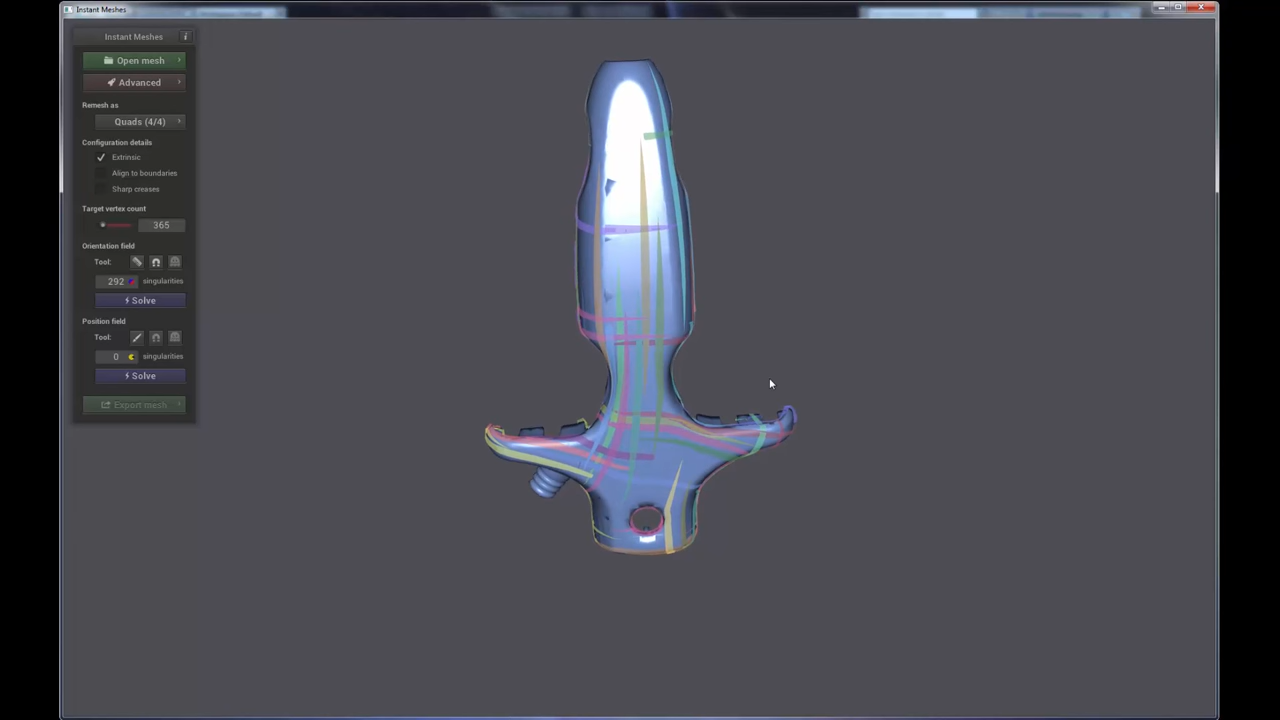 Instant Meshes
Instant Meshes i
Open mesh
Advanced
Remesh as
Quads (4/4)
Configuration details
Extrinsic
Align to boundaries
Sharp creases
Target vertex count
365
Orientation field
Tool:
292 singularities
Solve
Position field
Tool:
0 singularities
Solve
Export mesh